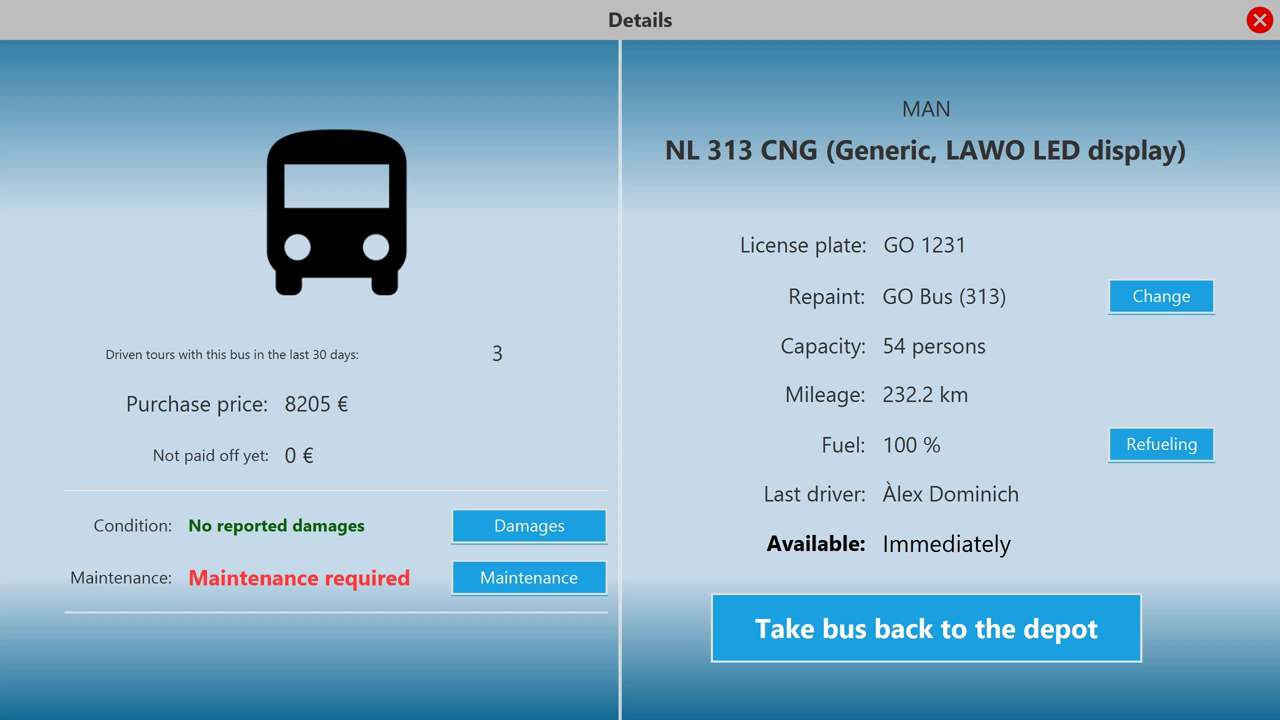 Details
Driven tours with this bus in the last 30 days: 3
Purchase price: 8205 €
Not paid off yet: 0 €
Condition: No reported damages Damages
Maintenance: Maintenance required Maintenance
MAN
NL 313 CNG (Generic, LAWO LED display)
License plate: GO 1231
Repaint: GO Bus (313) Change
Capacity: 54 persons
Mileage: 232.2 km
Fuel: 100 % Refueling
Last driver: Àlex Dominich
Available: Immediately
Take bus back to the depot